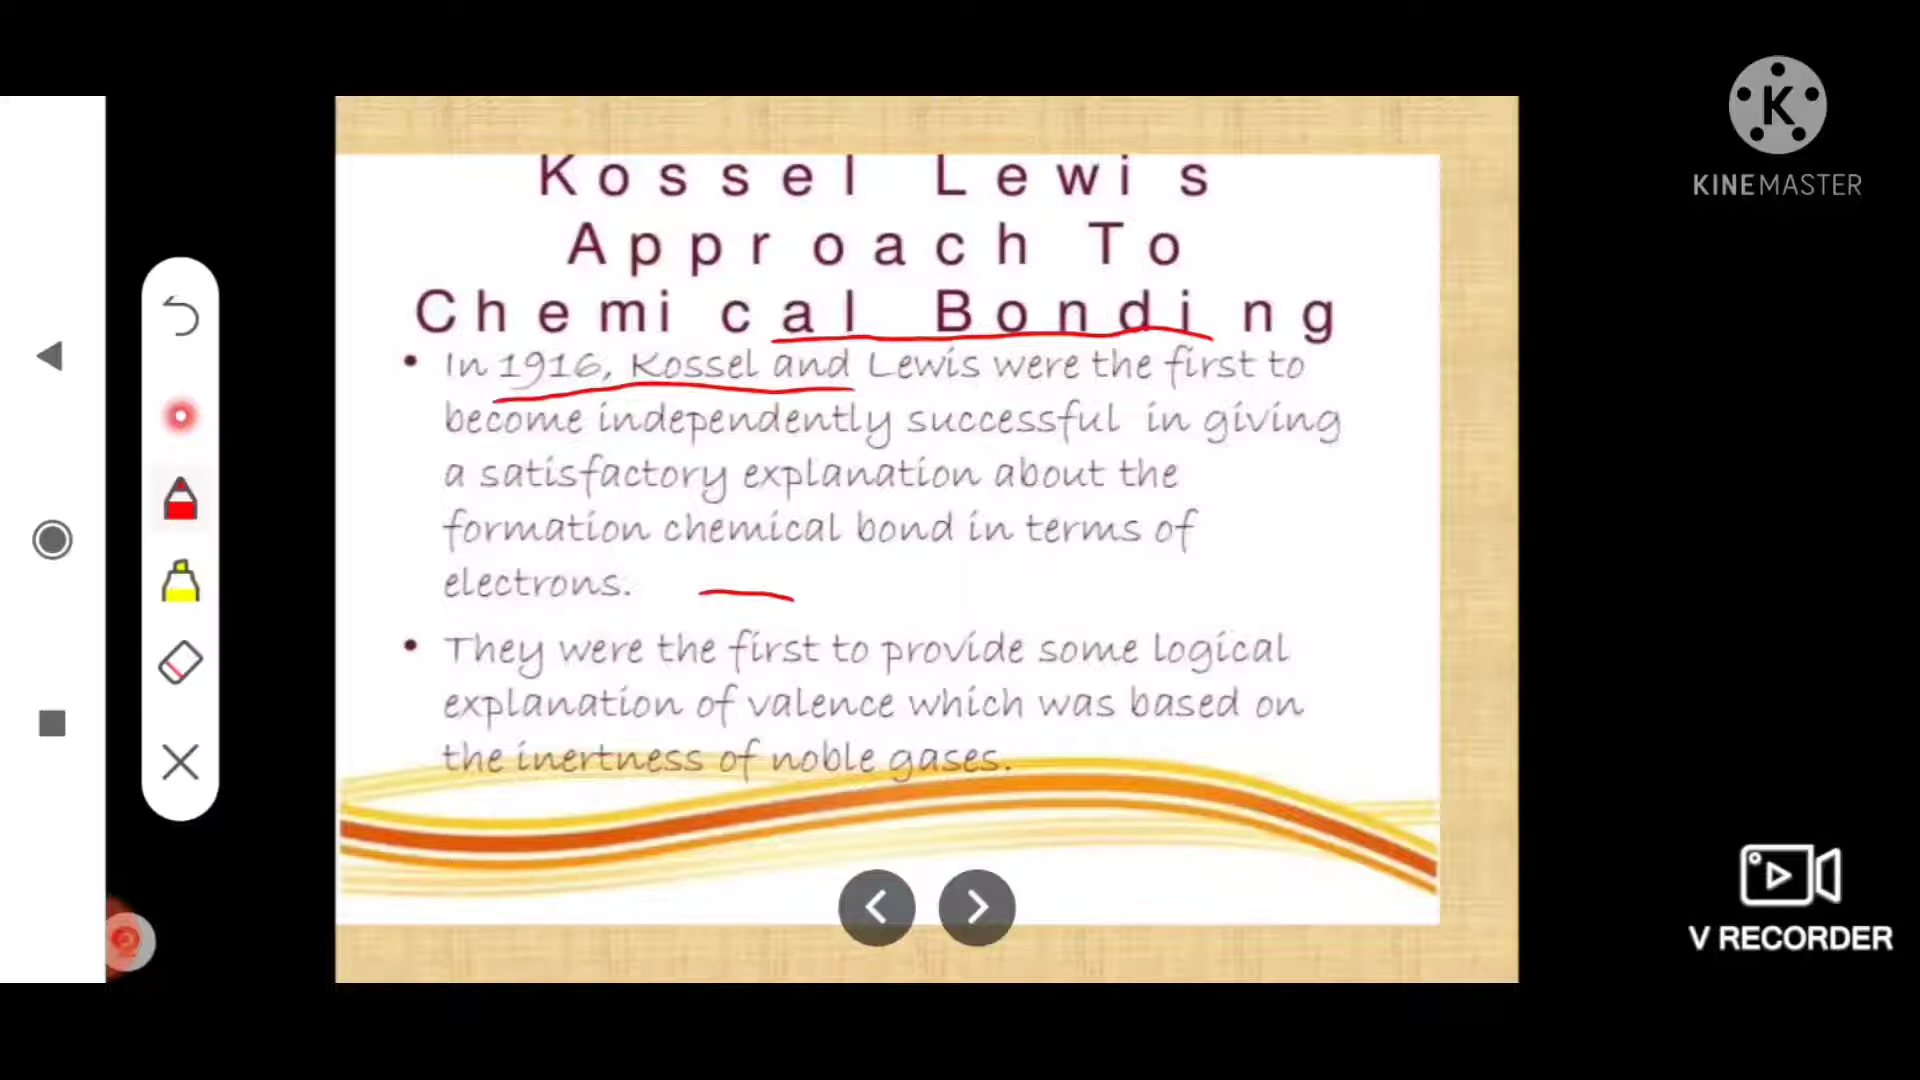 Kossel Lewis
Approach To
Chemical Bonding
• In 1916, Kossel and Lewis were the first to
become independently successful in giving
a satisfactory explanation about the
formation chemical bond in terms of
electrons.
• They were the first to provide some logical
explanation of valence which was based on
the inertness of noble gases.
K
KINEMASTER
V RECORDER